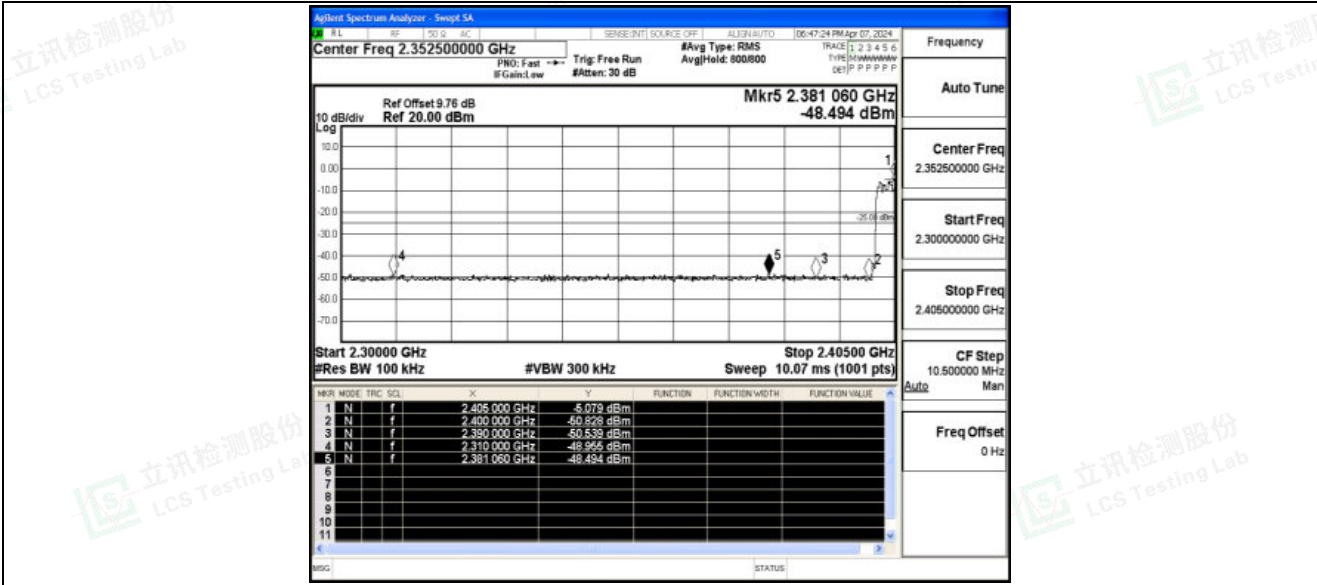 Agilent Spectrum Analyzer - Swept SA
RL RF 50 Ω AC SENSE:INT SOURCE OFF ALIGNAUTO 06:47:24 PM Apr 07, 2024
Center Freq 2.352500000 GHz
PNO: Fast
IFGain:Low
Trig: Free Run
#Atten: 30 dB
#Avg Type: RMS
Avg|Hold: 800/800
TRACE 1 2 3 4 5 6
TYPE MWWWWW
DET P P P P P P
Mkr5 2.381 060 GHz
-48.494 dBm
Ref Offset 9.76 dB
10 dB/div Ref 20.00 dBm
Log
10.0
0.00
-10.0
-20.0
-30.0
-40.0
-50.0
-60.0
-70.0
1
-25.08 dBm
4
5
3
2
Start 2.30000 GHz Stop 2.40500 GHz
#Res BW 100 kHz #VBW 300 kHz Sweep 10.07 ms (1001 pts)
MKR MODE TRC SCL X Y FUNCTION FUNCTION WIDTH FUNCTION VALUE
1 N f 2.405 000 GHz -5.079 dBm
2 N f 2.400 000 GHz -50.828 dBm
3 N f 2.390 000 GHz -50.539 dBm
4 N f 2.310 000 GHz -48.955 dBm
5 N f 2.381 060 GHz -48.494 dBm
6
7
8
9
10
11
MSG STATUS
Frequency
Auto Tune
Center Freq
2.352500000 GHz
Start Freq
2.300000000 GHz
Stop Freq
2.405000000 GHz
CF Step
10.500000 MHz
Auto Man
Freq Offset
0 Hz
立讯检测股份
LCS Testing Lab
立讯检测
LCS Testi
立讯检测股份
LCS Testing La
立讯检测股份
LCS Testing Lab